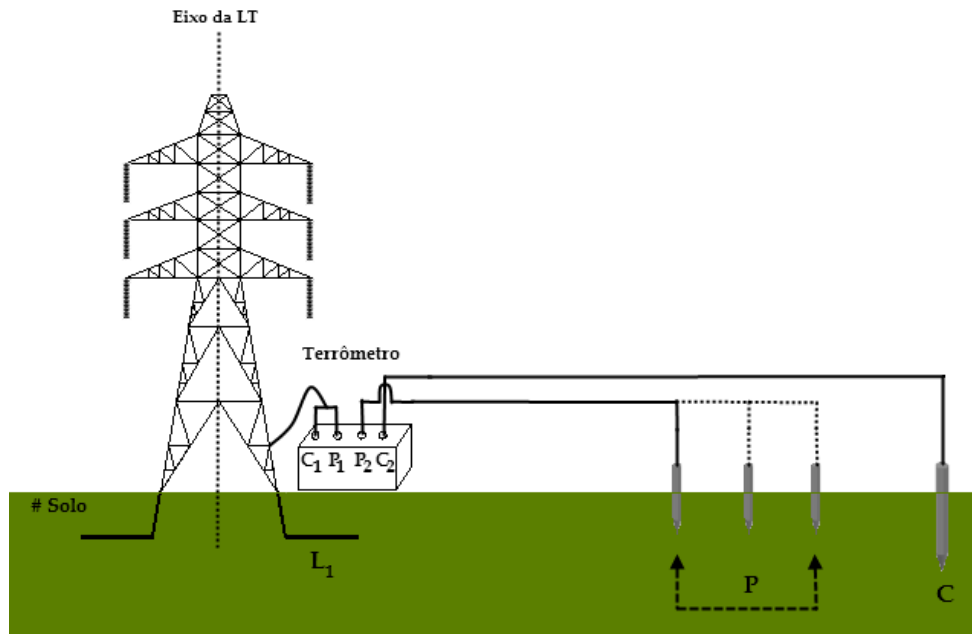 Eixo da LT
Terrômetro
C₁ P₁ P₂ C₂
# Solo
L₁
P
C